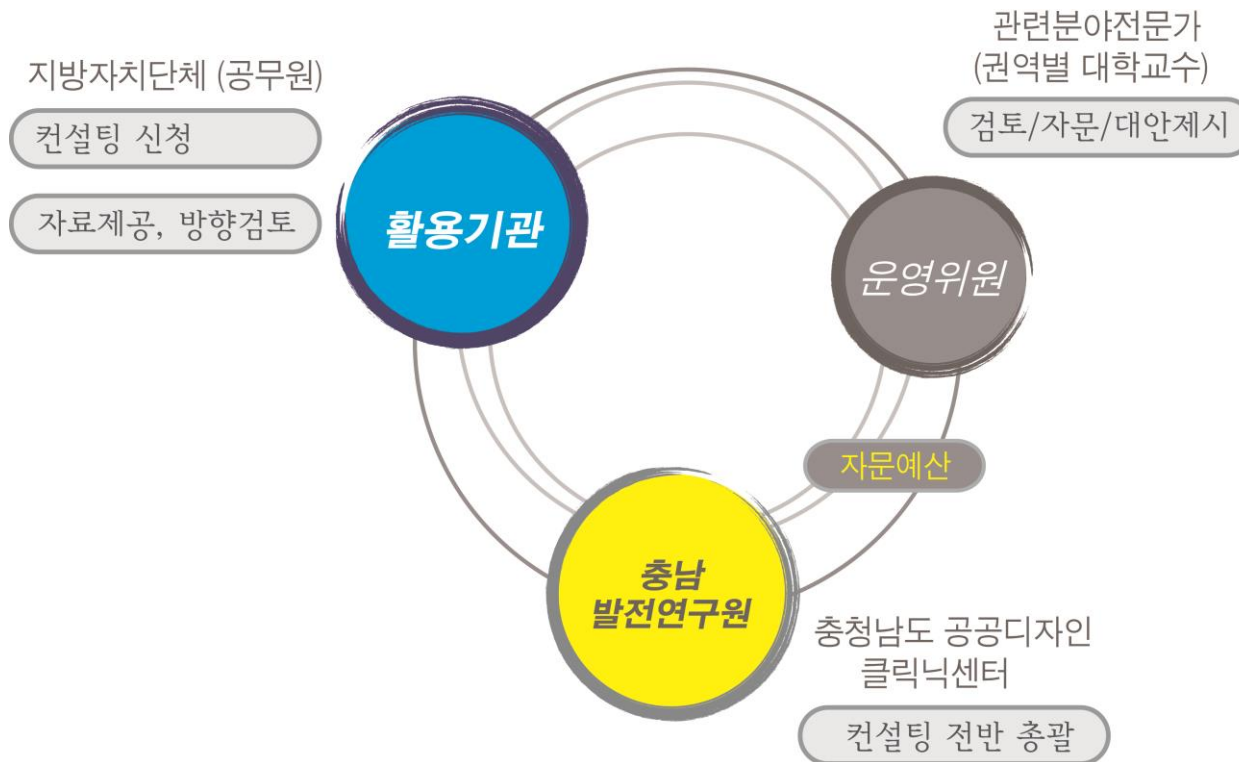 지방자치단체 (공무원)
컨설팅 신청
자료제공, 방향검토
활용기관
관련분야전문가
(권역별 대학교수)
검토/자문/대안제시
운영위원
자문예산
충남
발전연구원
충청남도 공공디자인
클릭닉센터
컨설팅 전반 총괄